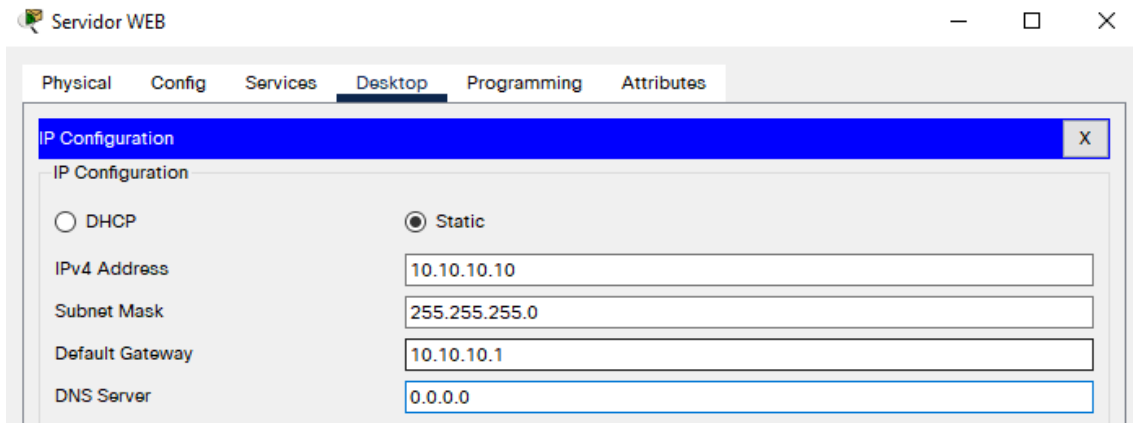 Servidor WEB
Physical Config Services Desktop Programming Attributes
IP Configuration X
IP Configuration
DHCP Static
IPv4 Address 10.10.10.10
Subnet Mask 255.255.255.0
Default Gateway 10.10.10.1
DNS Server 0.0.0.0